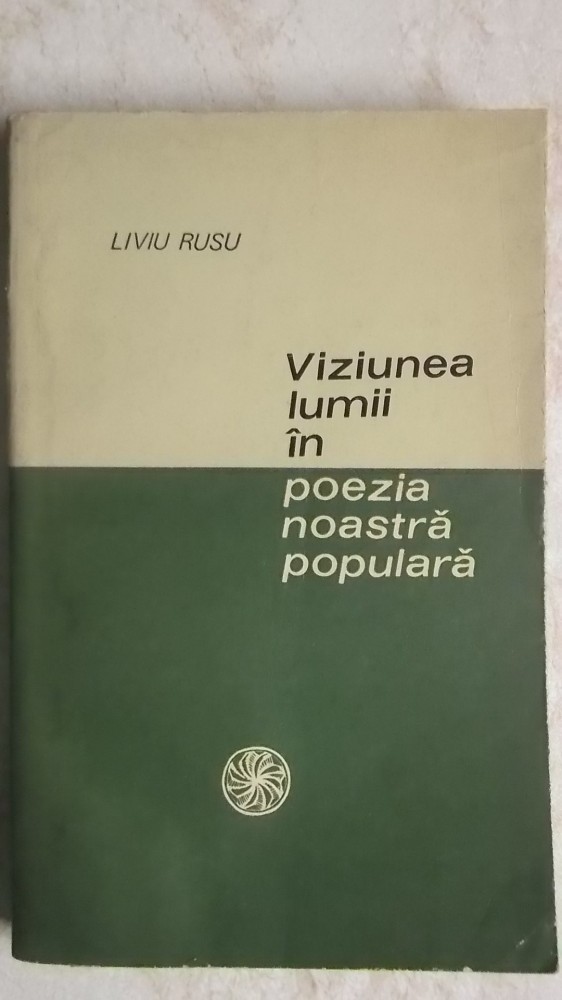 LIVIU RUSU
Viziunea
lumii
în
poezia
noastră
populară